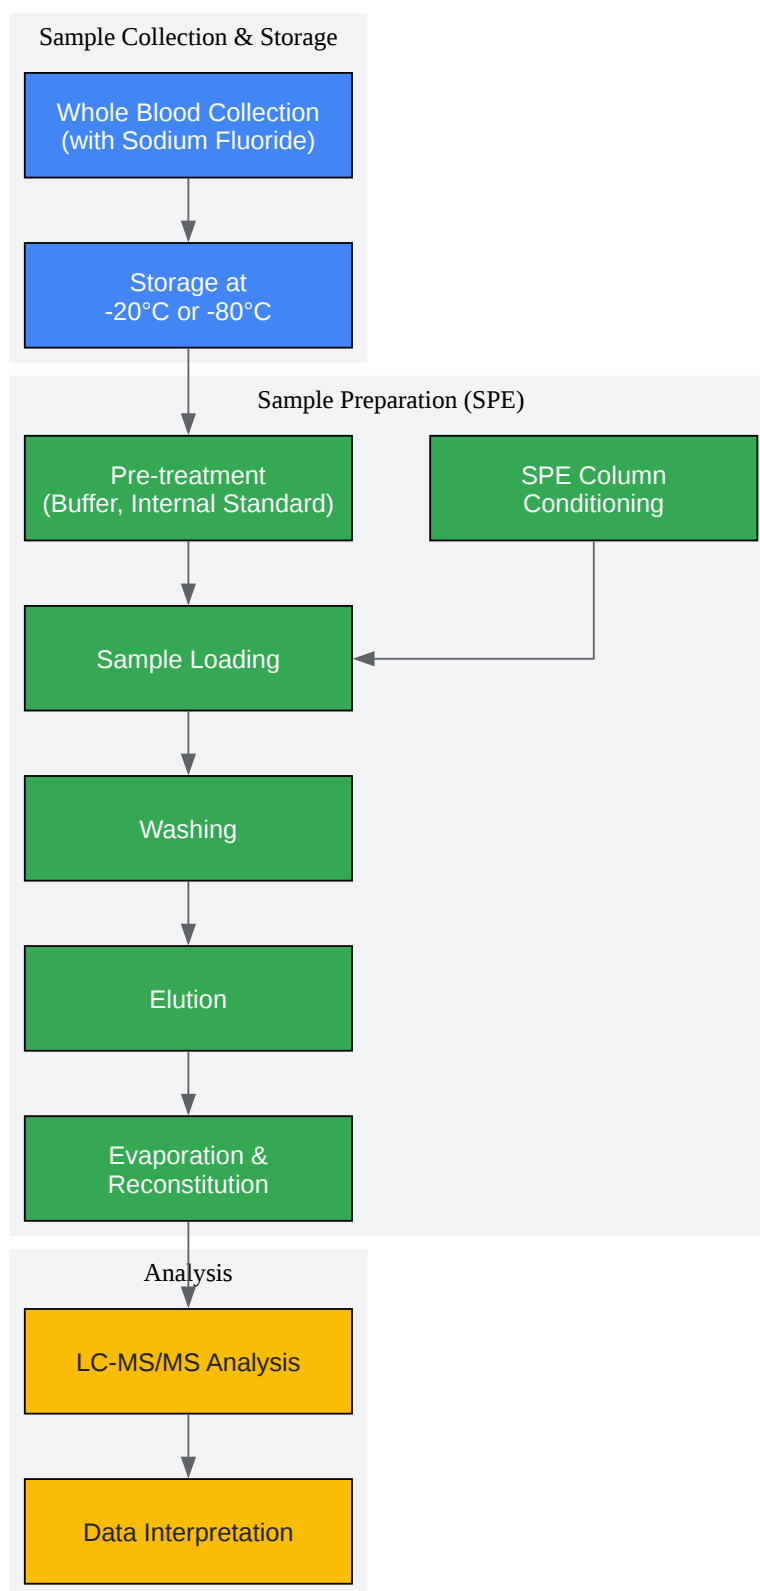 Sample Collection & Storage
Whole Blood Collection
(with Sodium Fluoride)
Storage at
-20°C or -80°C
Sample Preparation (SPE)
Pre-treatment
(Buffer, Internal Standard)
SPE Column
Conditioning
Sample Loading
Washing
Elution
Evaporation &
Reconstitution
Analysis
LC-MS/MS Analysis
Data Interpretation